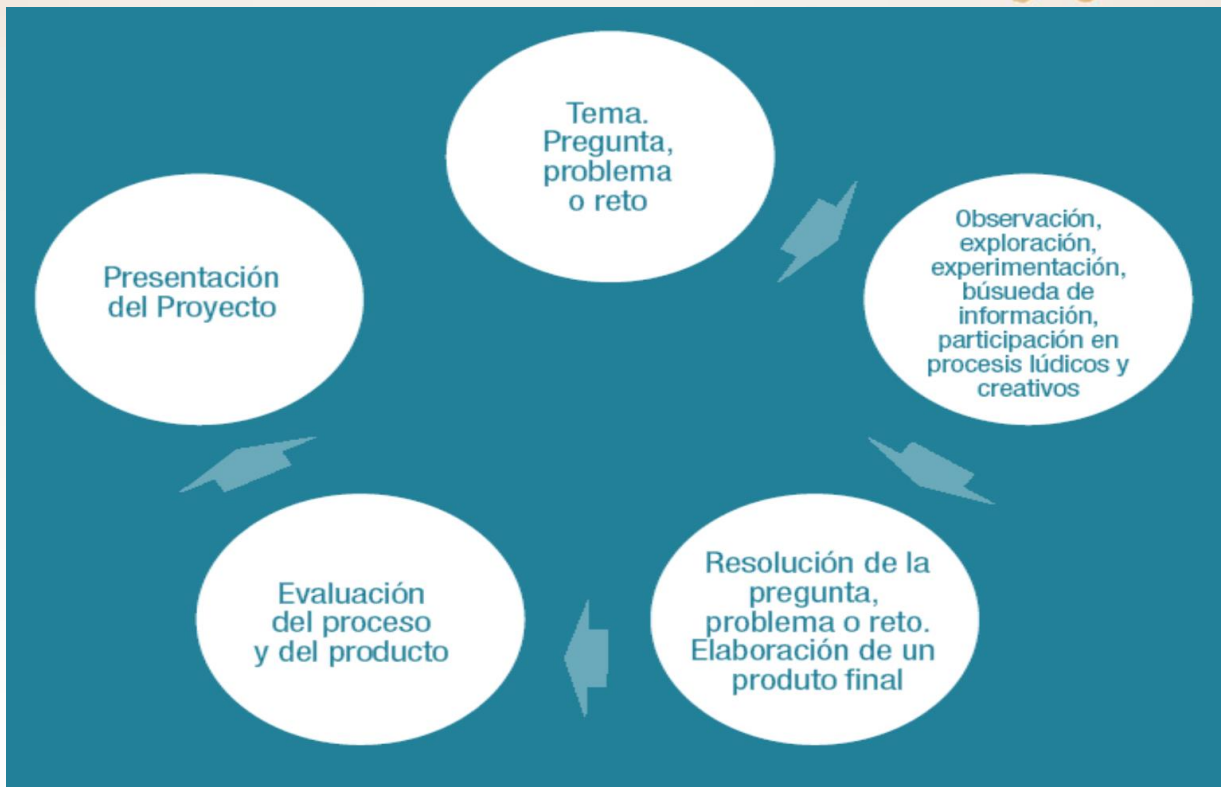 Tema.
Pregunta,
problema
o reto
Observación,
exploración,
experimentación,
búsueda de
información,
participación en
procesis lúdicos y
creativos
Resolución de la
pregunta,
problema o reto.
Elaboración de un
produto final
Evaluación
del proceso
y del producto
Presentación
del Proyecto